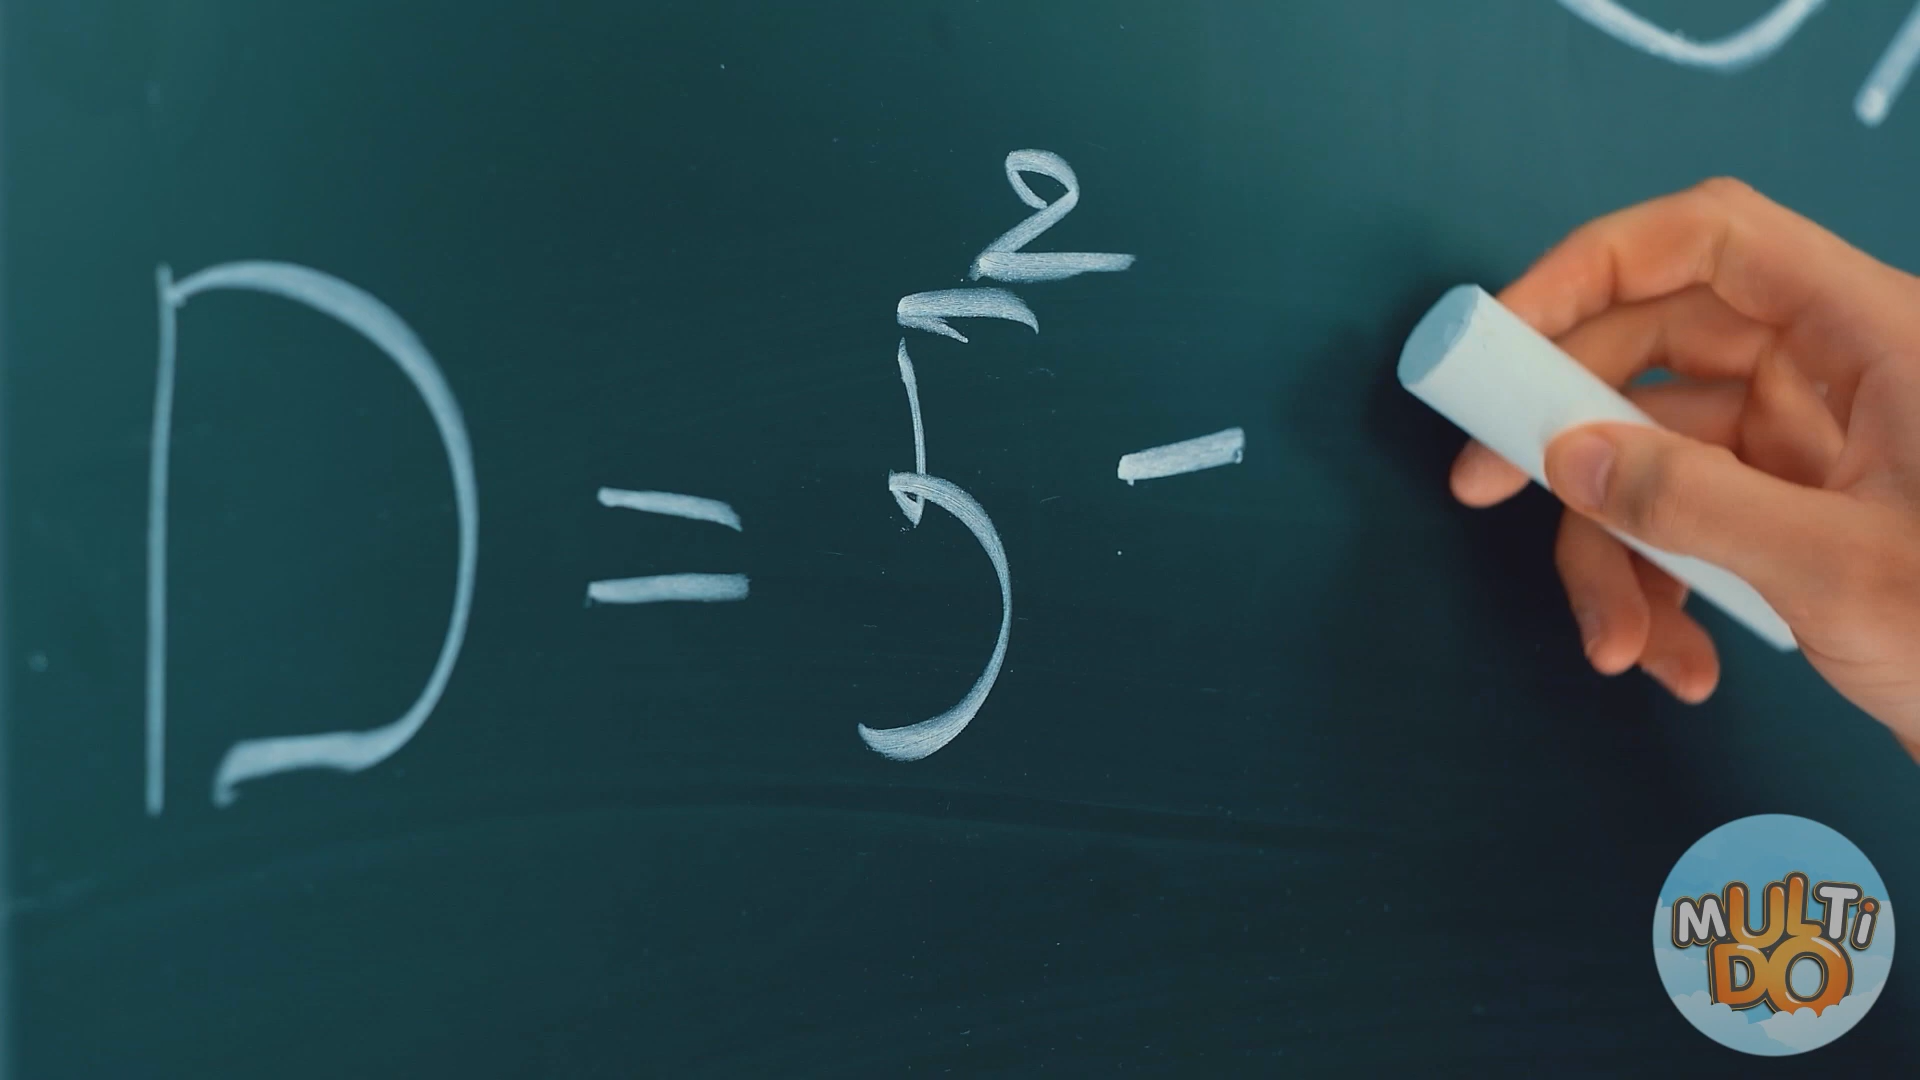 D = 5² -
MULTi
DO